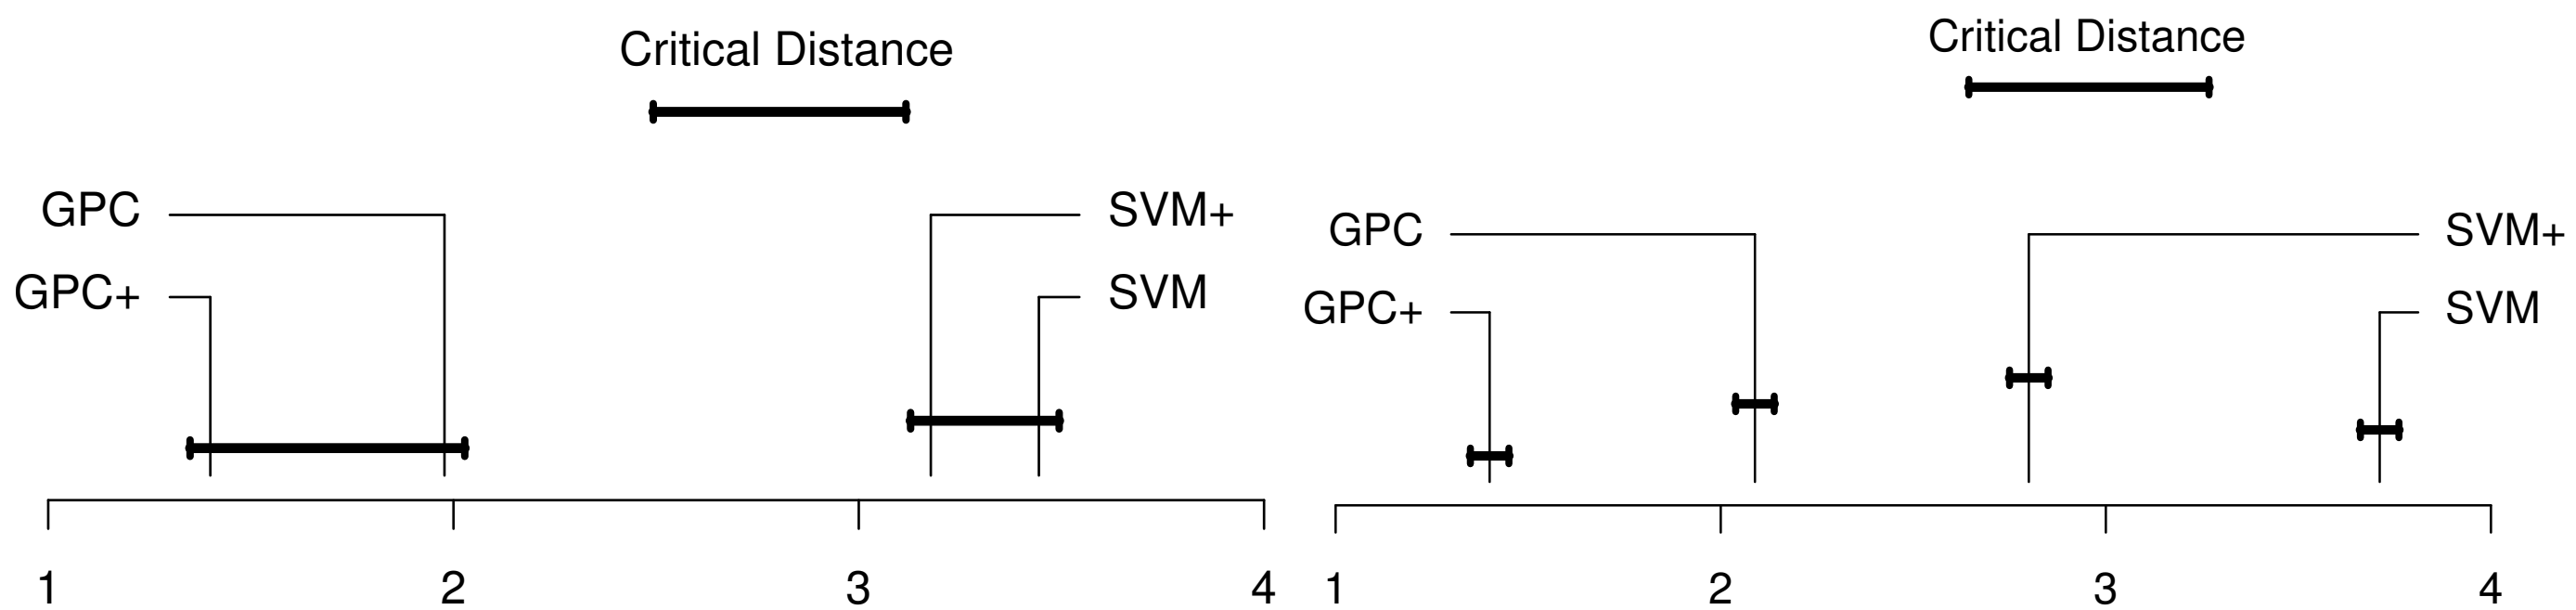 Critical Distance
GPC
GPC+
SVM+
SVM
1 2 3 4
Critical Distance
GPC
GPC+
SVM+
SVM
1 2 3 4